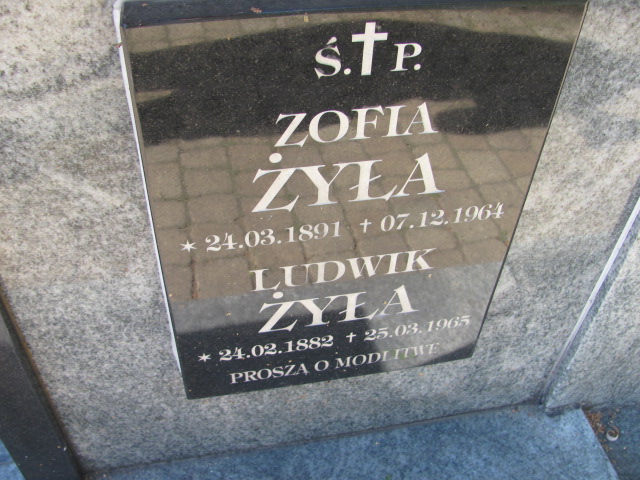 Ś.✝P.
ZOFIA
ŻYŁA
✶ 24.03.1891 ✝ 07.12.1964
LUDWIK
ŻYŁA
✶ 24.02.1882 ✝ 25.03.1965
PROSZĄ O MODLITWĘ